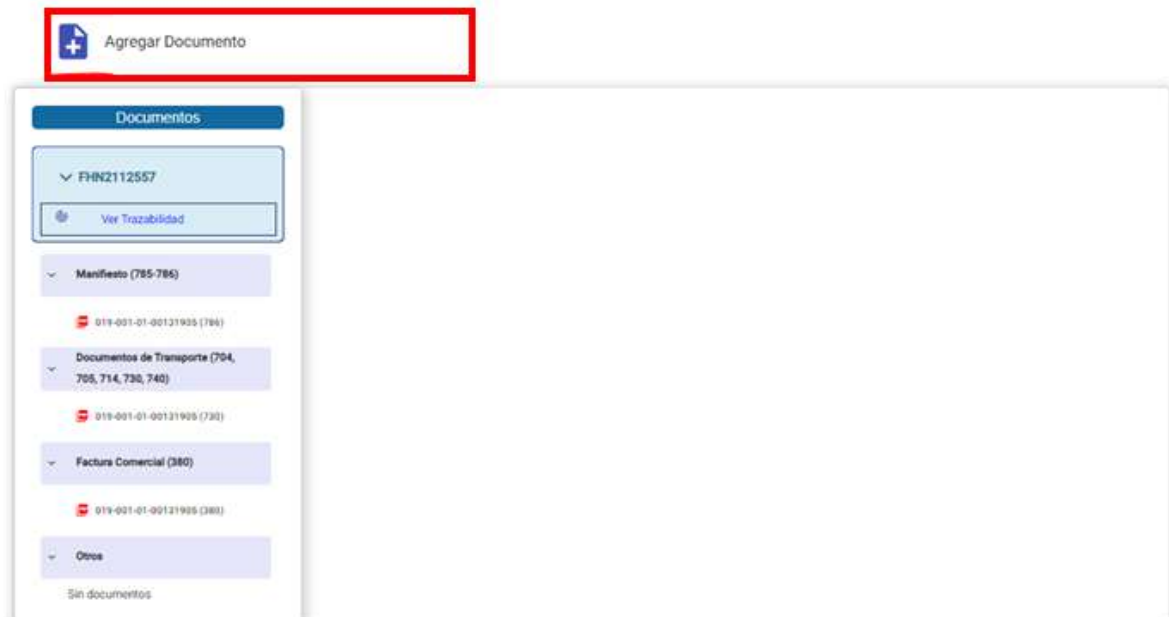 Agregar Documento
Documentos
FHN2112557
Ver Trazabilidad
Manifiesto (785-786)
019-001-01-00131905 (786)
Documentos de Transporte (704,
705, 714, 730, 740)
019-001-01-00131905 (730)
Factura Comercial (380)
019-001-01-00131905 (380)
Otros
Sin documentos